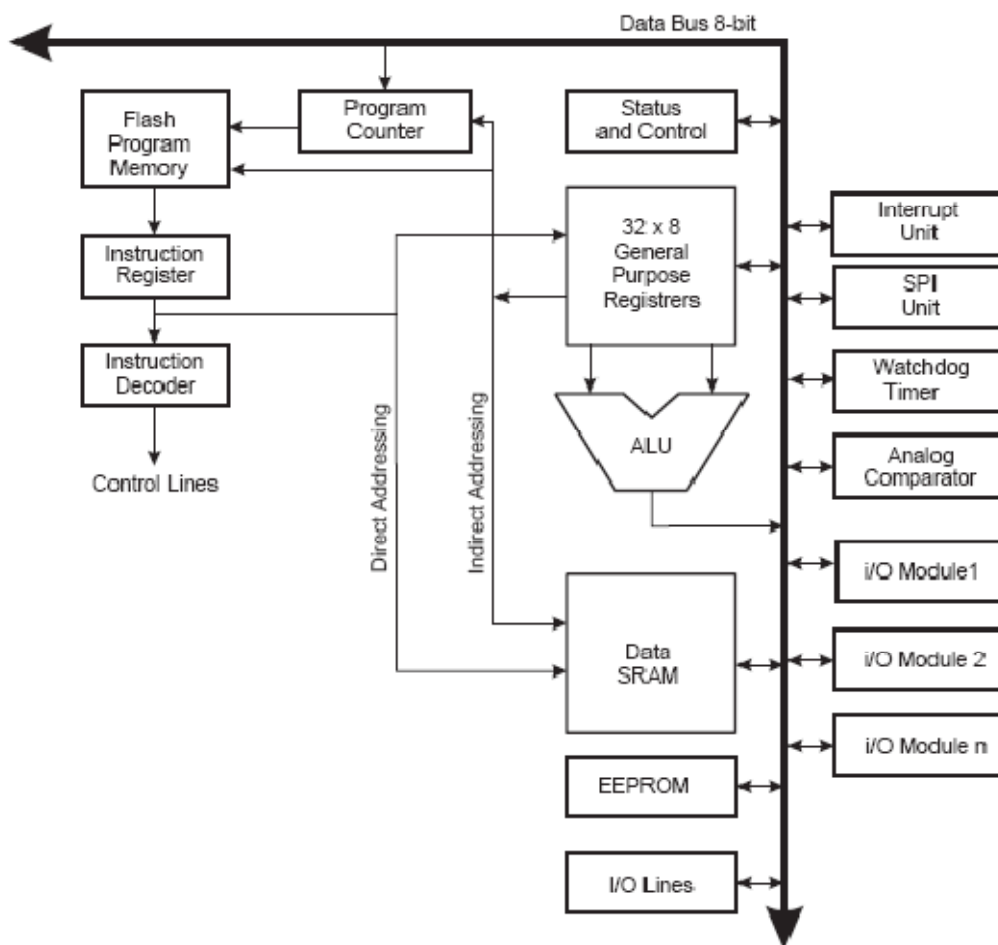 Data Bus 8-bit
Flash
Program
Memory
Program
Counter
Status
and Control
32 x 8
General
Purpose
Registrers
Interrupt
Unit
Instruction
Register
SPI
Unit
Instruction
Decoder
Watchdog
Timer
Direct Addressing
Indirect Addressing
ALU
Analog
Comparator
Control Lines
i/O Module1
Data
SRAM
i/O Module 2
i/O Module n
EEPROM
I/O Lines